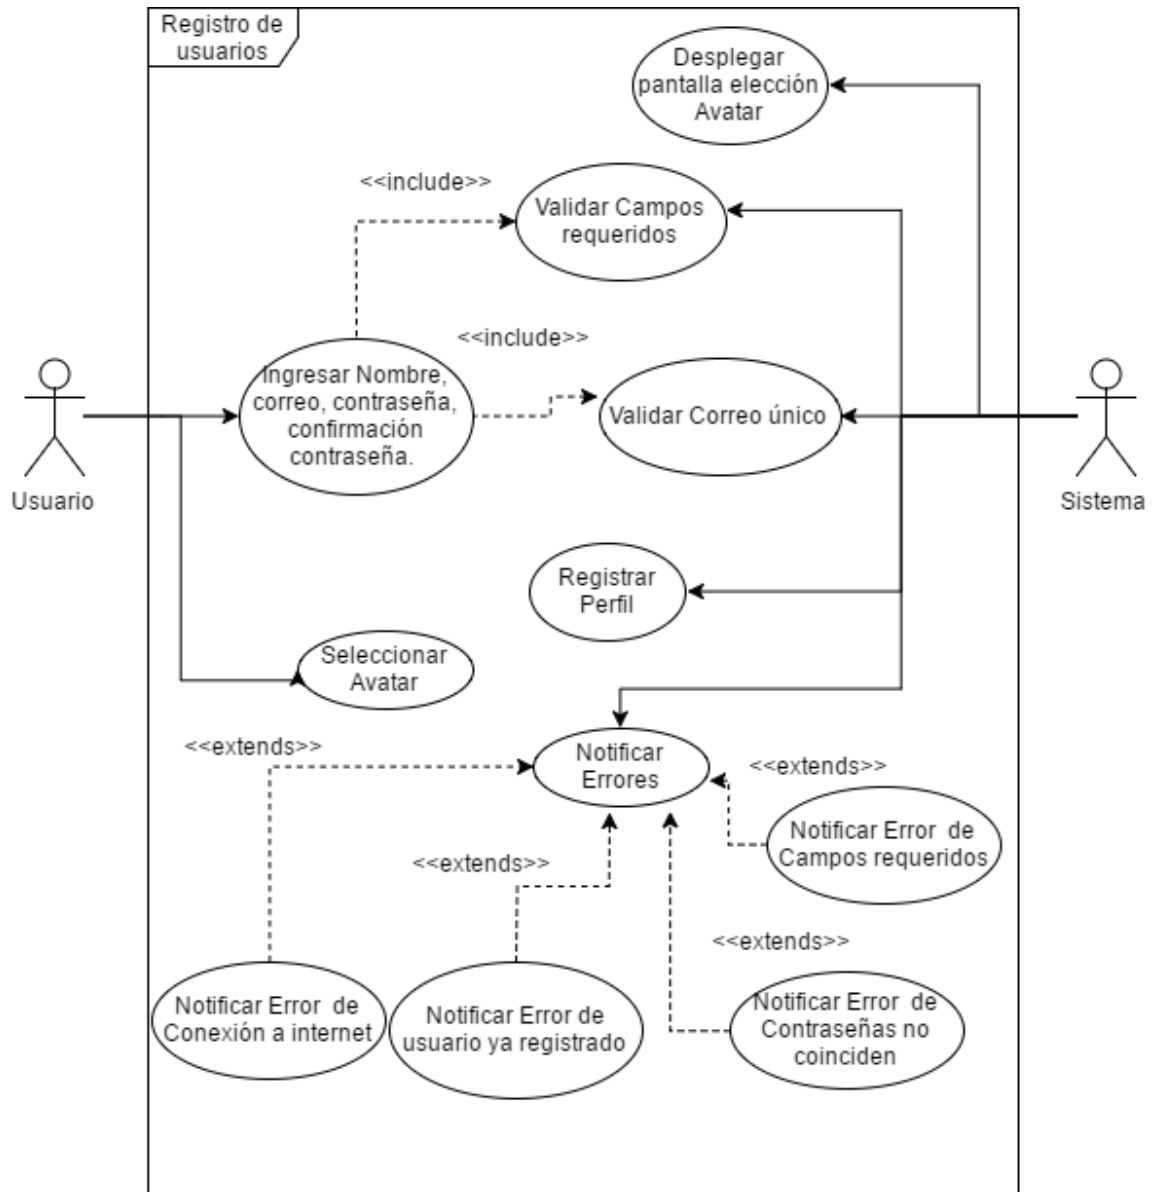 Registro de
usuarios
Desplegar
pantalla elección
Avatar
<<include>>
Validar Campos
requeridos
<<include>>
Ingresar Nombre,
correo, contraseña,
confirmación
contraseña.
Validar Correo único
Usuario
Sistema
Registrar
Perfil
Seleccionar
Avatar
<<extends>>
Notificar
Errores
<<extends>>
Notificar Error de
Campos requeridos
<<extends>>
<<extends>>
Notificar Error de
Conexión a internet
Notificar Error de
usuario ya registrado
Notificar Error de
Contraseñas no
coinciden